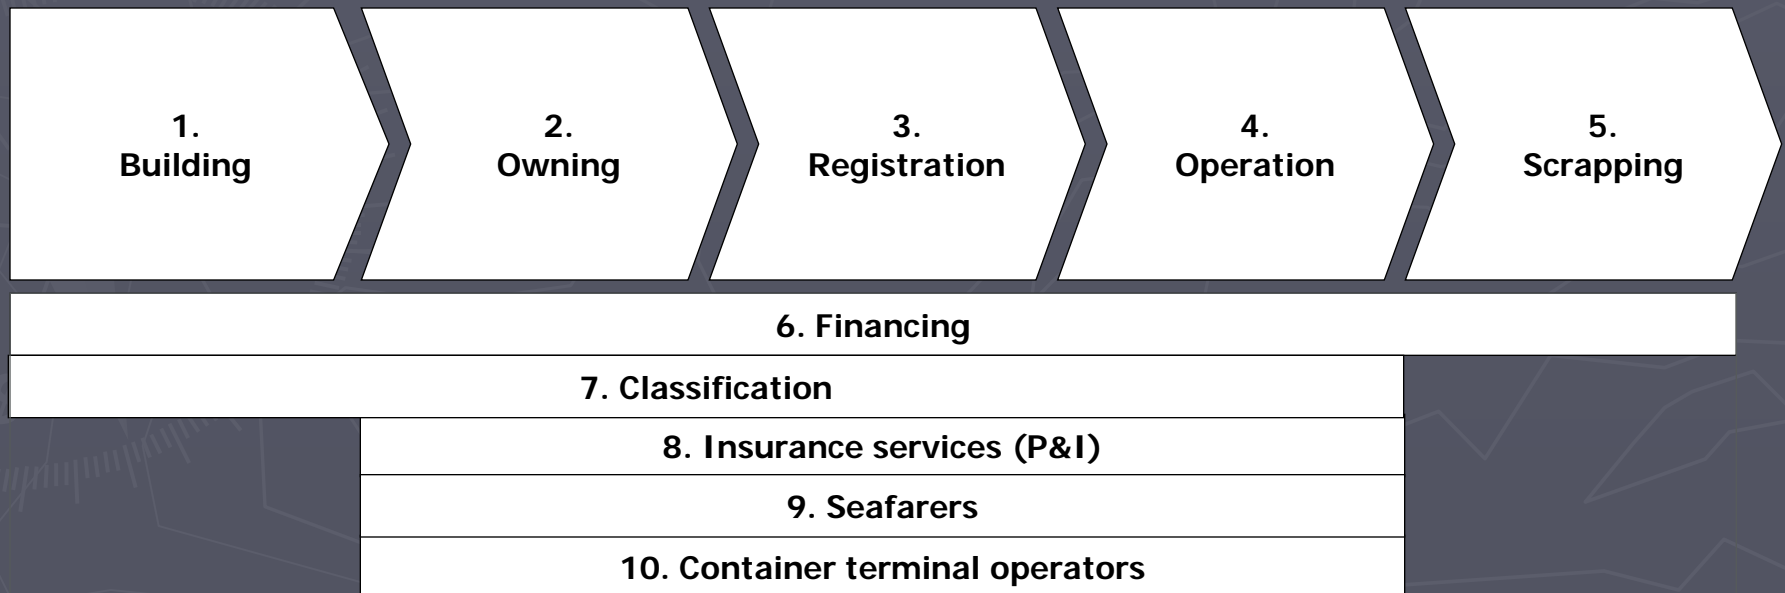 1.
Building
2.
Owning
3.
Registration
4.
Operation
5.
Scrapping
6. Financing
7. Classification
8. Insurance services (P&I)
9. Seafarers
10. Container terminal operators